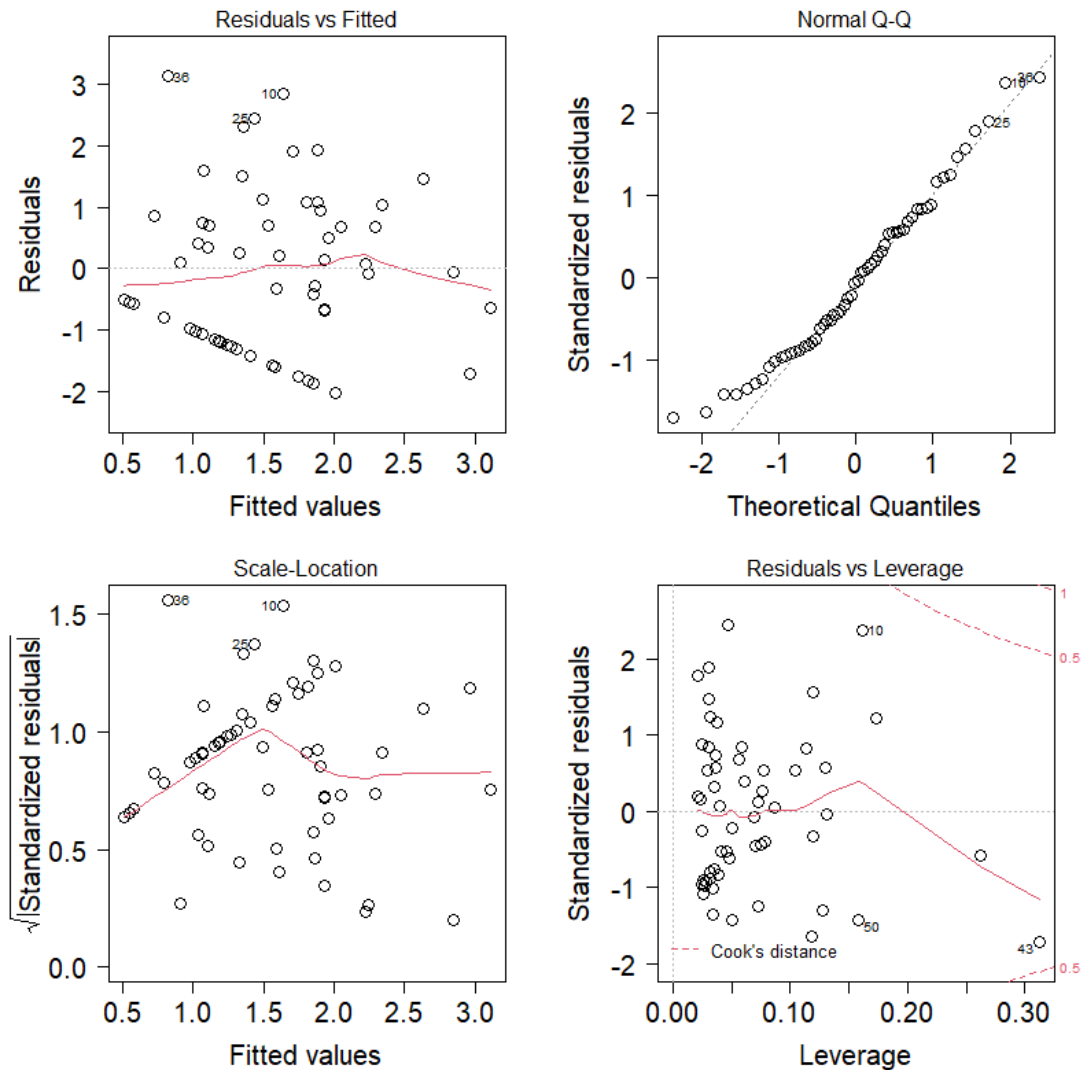 Residuals vs Fitted
Residuals
3
2
1
0
-1
-2
36
10
25
0.5 1.0 1.5 2.0 2.5 3.0
Fitted values
Normal Q-Q
Standardized residuals
2
1
0
-1
36
10
25
-2 -1 0 1 2
Theoretical Quantiles
Scale-Location
√|Standardized residuals|
1.5
1.0
0.5
0.0
36
10
25
0.5 1.0 1.5 2.0 2.5 3.0
Fitted values
Residuals vs Leverage
Standardized residuals
2
1
0
-1
-2
1
0.5
10
50
43
Cook's distance
0.5
0.00 0.10 0.20 0.30
Leverage